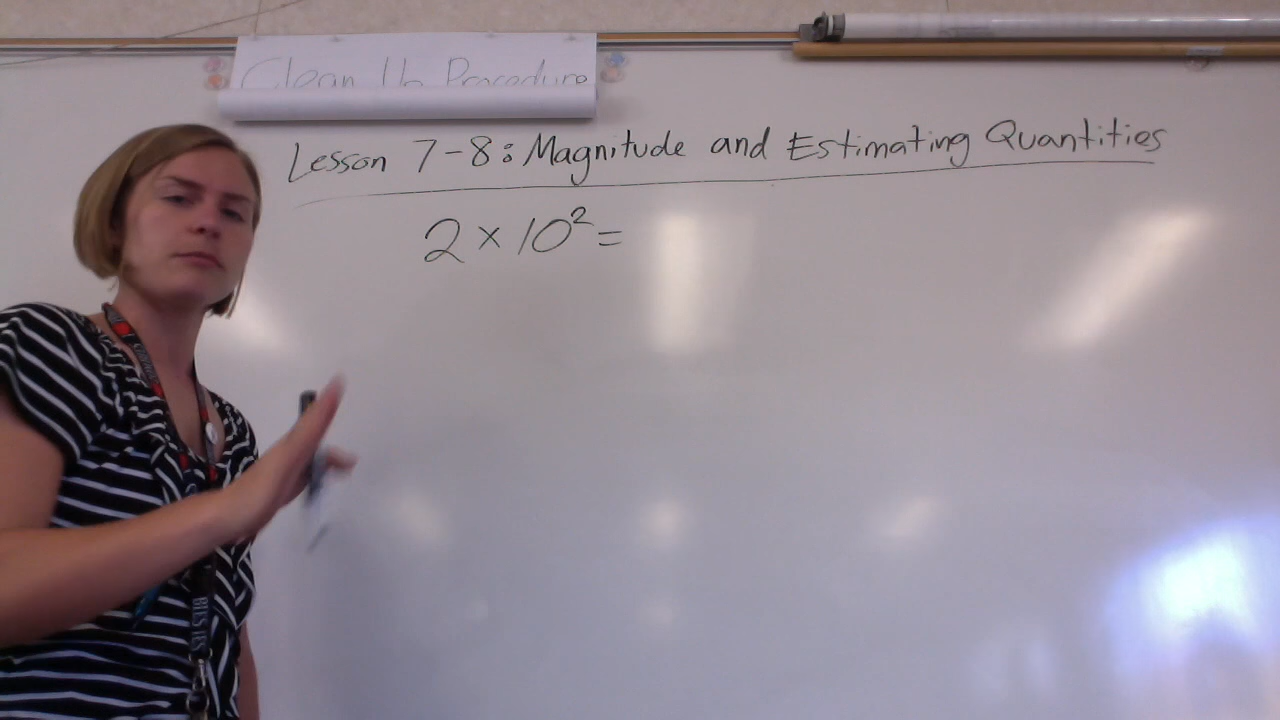 Clean Up Procedure
Lesson 7-8: Magnitude and Estimating Quantities
2 × 10² =